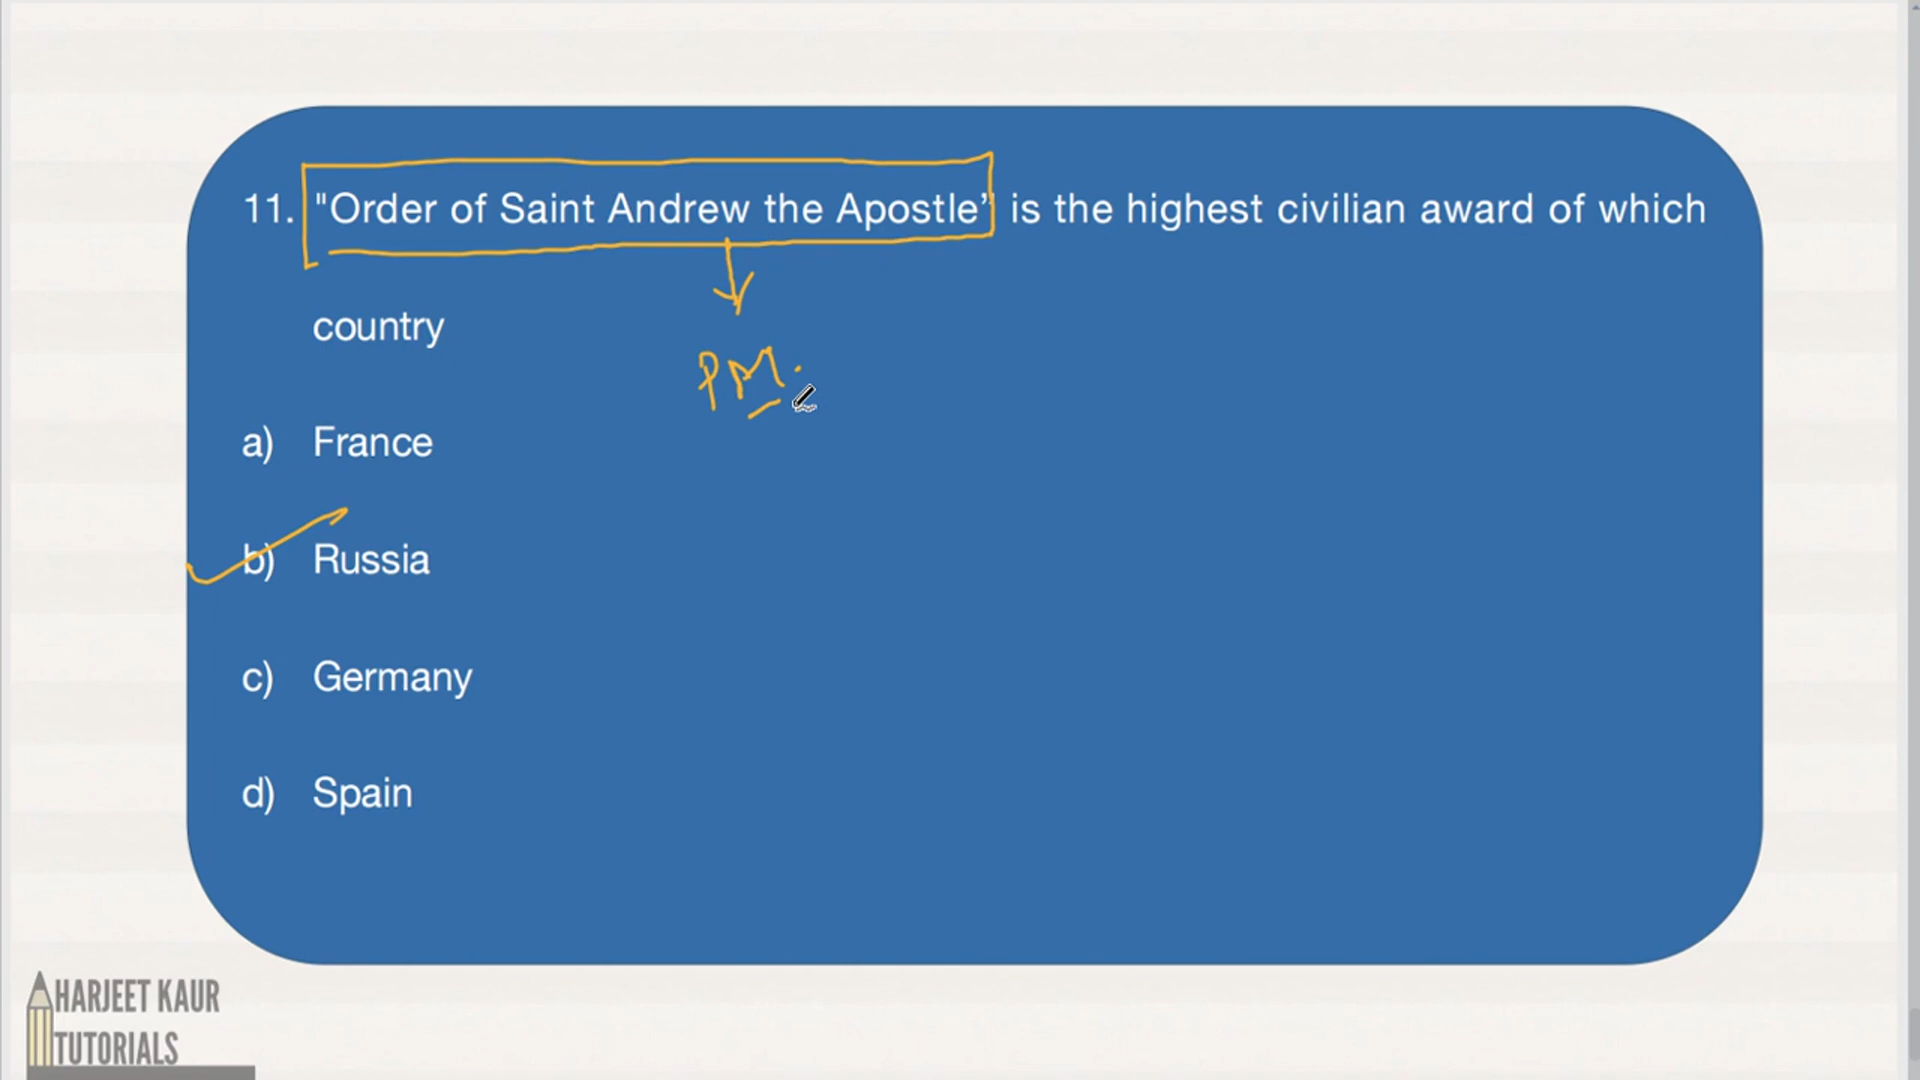 11. "Order of Saint Andrew the Apostle” is the highest civilian award of which
country
PM.
a) France
b) Russia
c) Germany
d) Spain
HARJEET KAUR
TUTORIALS